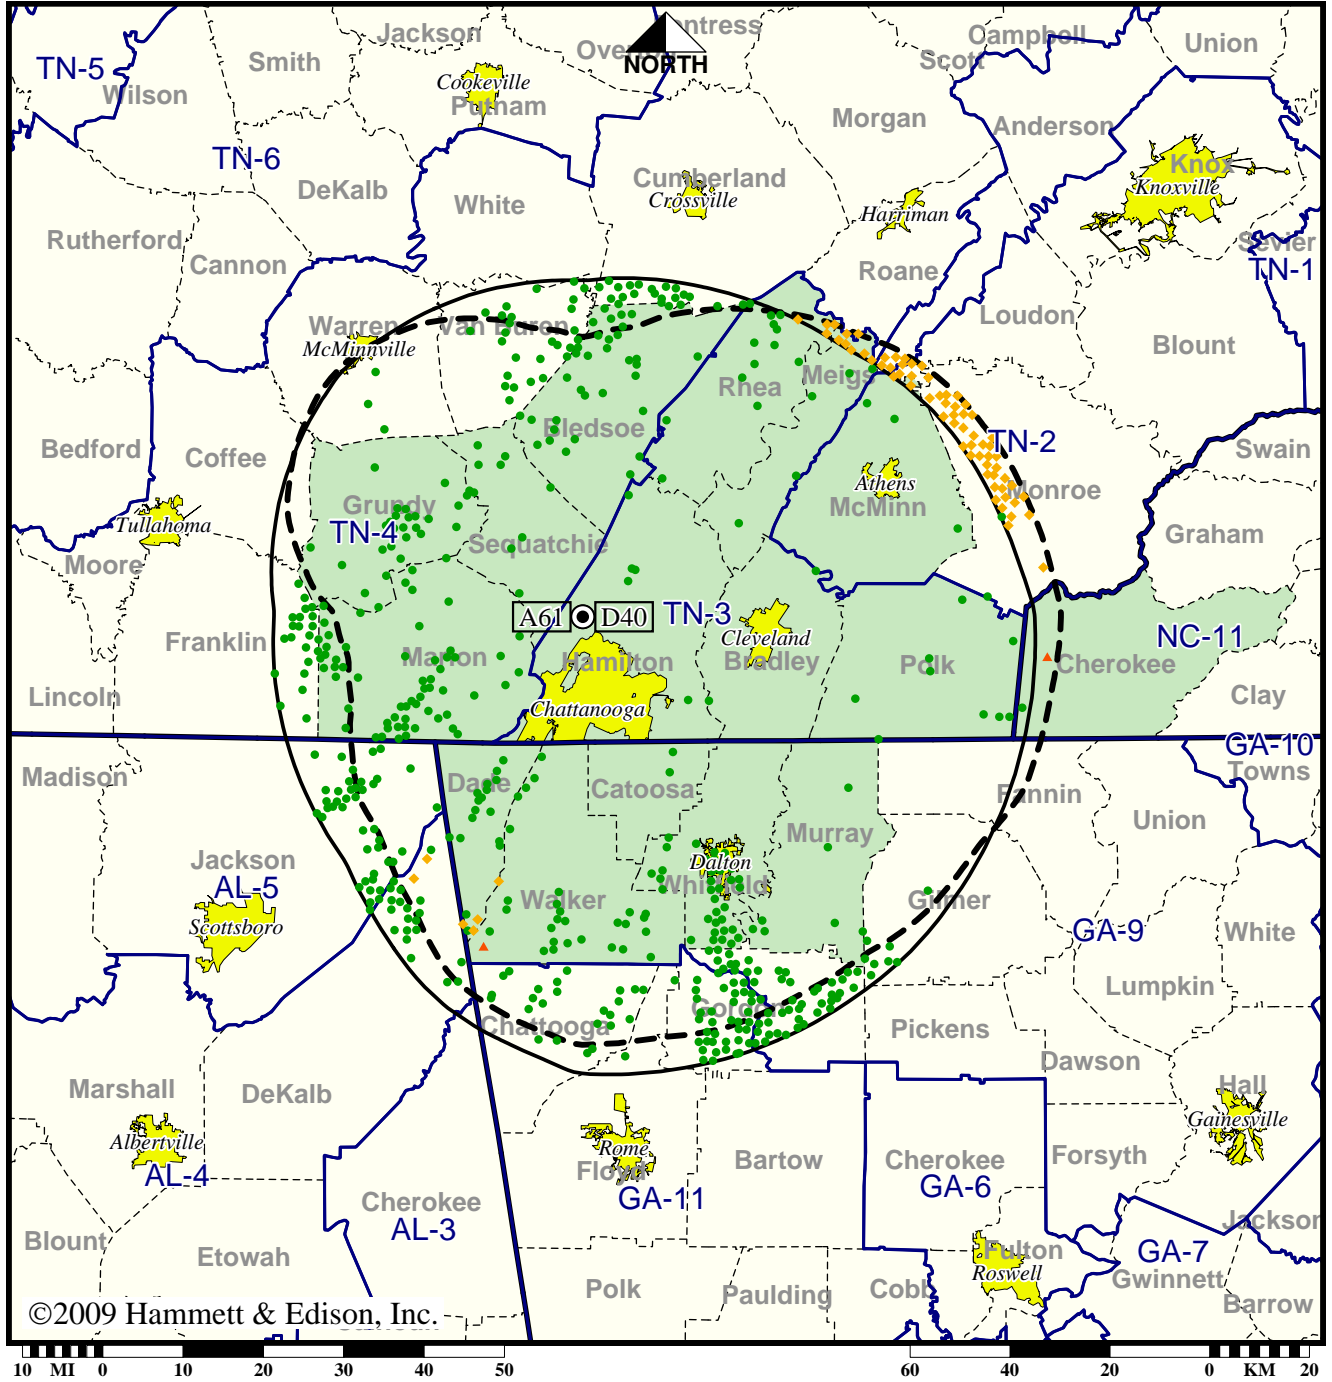 Jackson
Overton
Fentress
NORTH
Scott
Campbell
Union
TN-5
Wilson
Smith
Cookeville
Putnam
Morgan
Anderson
Knox
Knoxville
TN-6
DeKalb
White
Cumberland
Crossville
Harriman
Rutherford
Cannon
Roane
Sevier
TN-1
Warren
McMinnville
Van Buren
Loudon
Blount
Rhea
Meigs
Bedford
Coffee
Bledsoe
TN-2
Swain
Athens
McMinn
Monroe
Grundy
TN-4
Tullahoma
Sequatchie
Graham
Moore
A61
D40
TN-3
Cleveland
Bradley
NC-11
Franklin
Marion
Hamilton
Polk
Cherokee
Lincoln
Chattanooga
Clay
GA-10
Towns
Madison
Dade
Catoosa
Fannin
Union
Murray
Jackson
AL-5
Scottsboro
Dalton
Whitfield
Walker
Gilmer
GA-9
White
Lumpkin
Gordon
Chattooga
Pickens
Dawson
Marshall
DeKalb
Hall
Gainesville
Albertville
AL-4
Rome
Floyd
GA-11
Bartow
Cherokee
GA-6
Forsyth
Cherokee
AL-3
Blount
Etowah
Jackson
Fulton
Roswell
GA-7
Gwinnett
Polk
Paulding
Cobb
Barrow
©2009 Hammett & Edison, Inc.
10 MI 0 10 20 30 40 50
60 40 20 0 KM 20